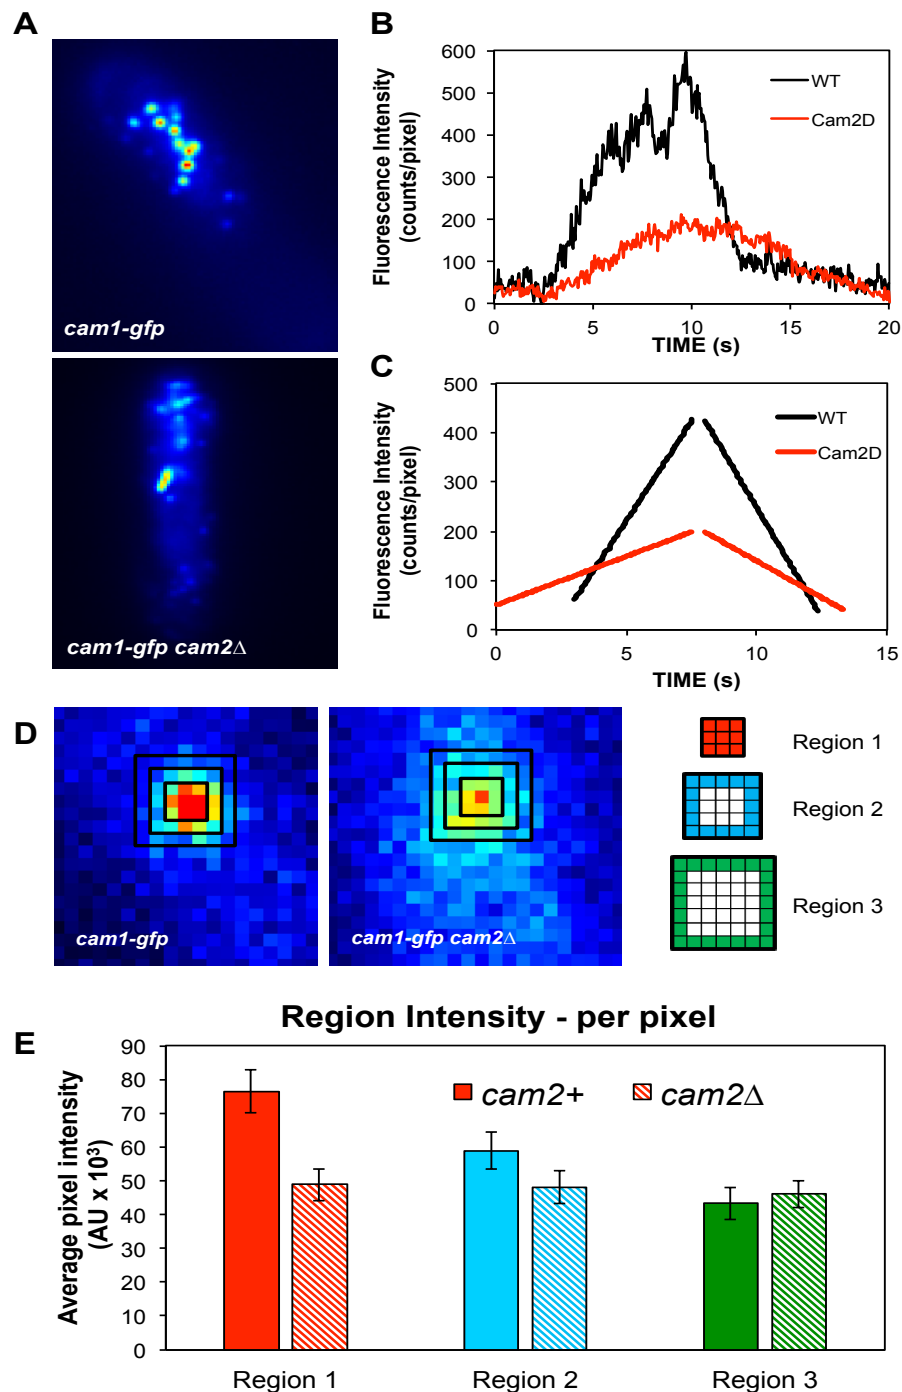 A
cam1-gfp
cam1-gfp cam2Δ
B
Fluorescence Intensity
(counts/pixel)
600
500
400
300
200
100
0
WT
Cam2D
0 5 10 15 20
TIME (s)
C
Fluorescence Intensity
(counts/pixel)
500
400
300
200
100
0
WT
Cam2D
0 5 10 15
TIME (s)
D
cam1-gfp
cam1-gfp cam2Δ
Region 1
Region 2
Region 3
Region Intensity - per pixel
E
Average pixel intensity
(AU x 10³)
90
80
70
60
50
40
30
20
10
0
cam2+ cam2Δ
Region 1 Region 2 Region 3